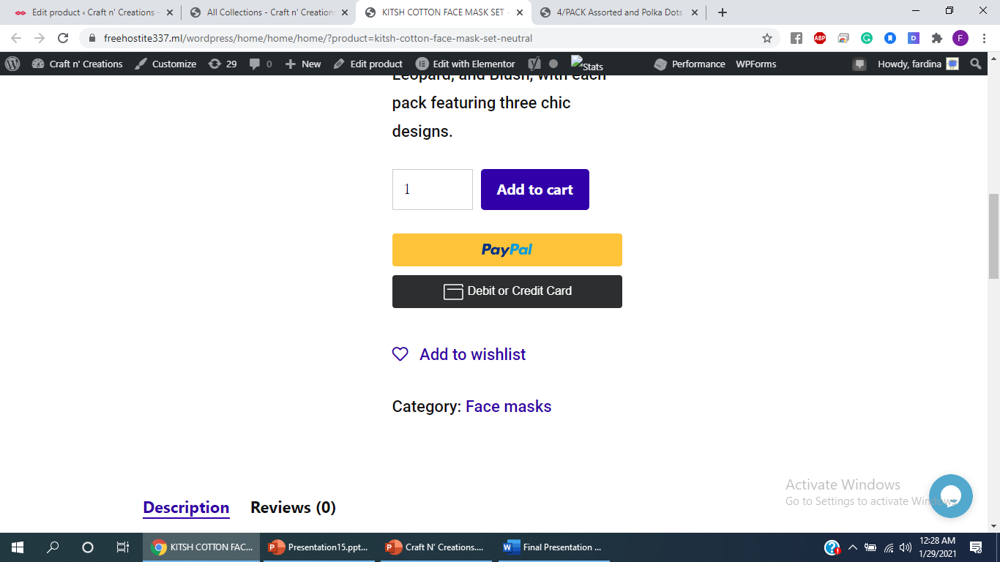 Edit product ‹ Craft n' Creations –
All Collections - Craft n' Creations
KITSH COTTON FACE MASK SET -
4/PACK Assorted and Polka Dots
freehostite337.ml/wordpress/home/home/home/?product=kitsh-cotton-face-mask-set-neutral
ABP
G
D
F
Craft n' Creations
Customize
29
0
New
Edit product
Edit with Elementor
Stats
Performance
WPForms
Howdy, fardina
Leopard, and Blush, with each
pack featuring three chic
designs.
1
Add to cart
PayPal
Debit or Credit Card
Add to wishlist
Category: Face masks
Description
Reviews (0)
Activate Windows
Go to Settings to activate Windows.
KITSH COTTON FAC...
Presentation15.ppt...
Craft N' Creations....
Final Presentation ...
12:28 AM
1/29/2021